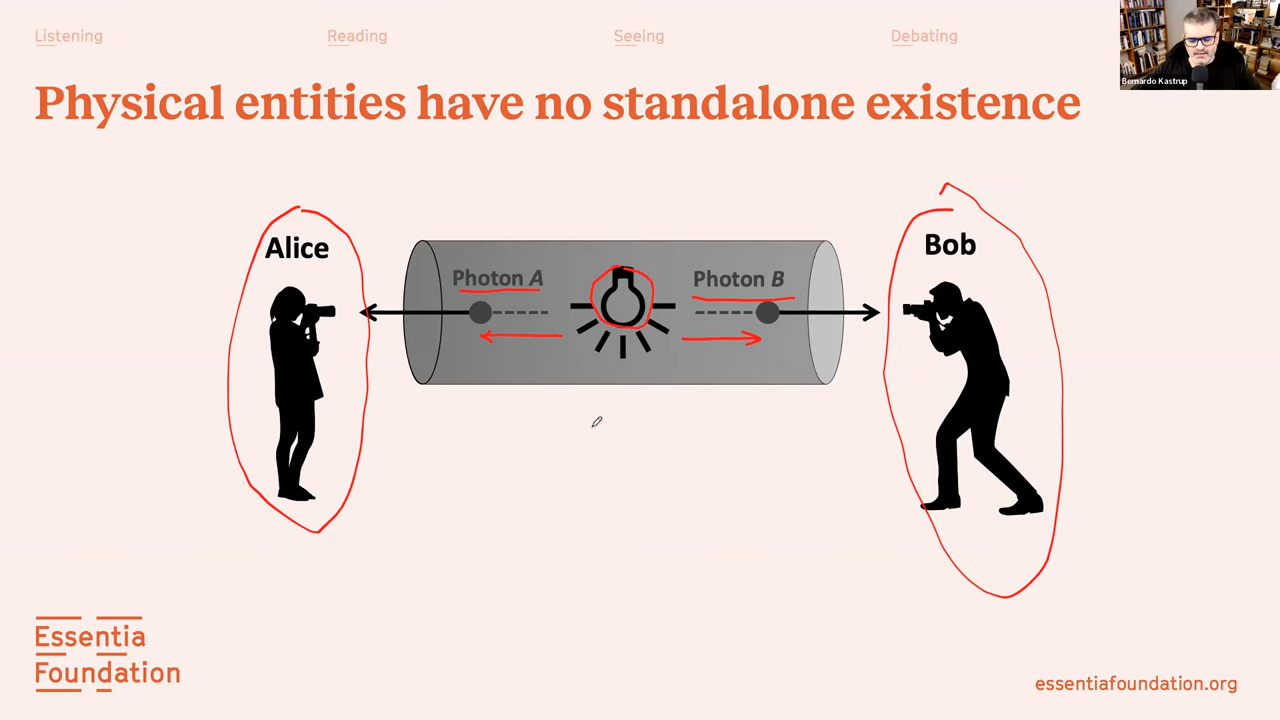 Listening Reading Seeing Debating
Bernardo Kastrup
Physical entities have no standalone existence
Alice
Bob
Photon A
Photon B
Essentia
Foundation
essentiafoundation.org